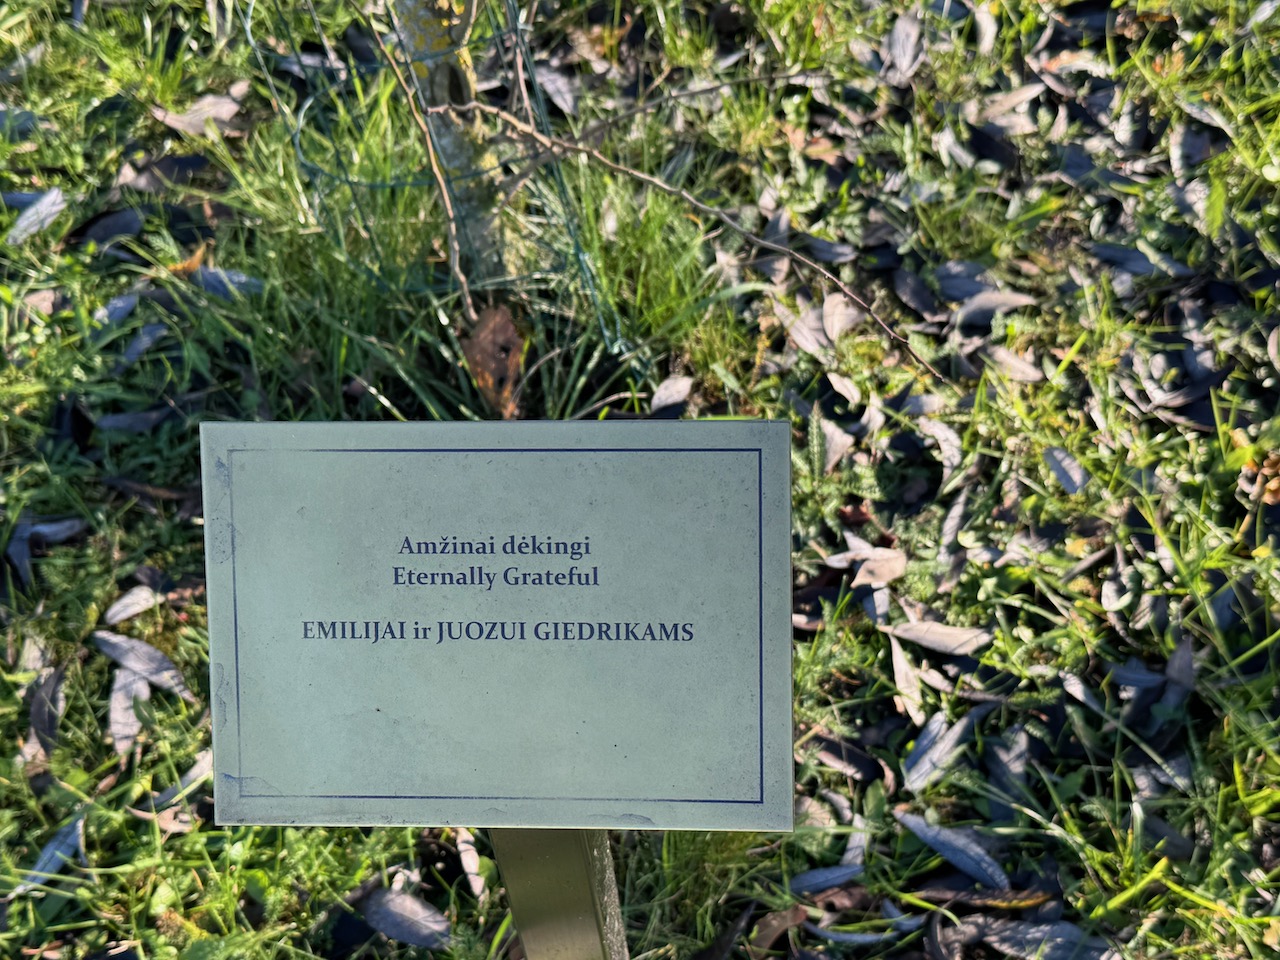 Amžinai dėkingi
Eternally Grateful
EMILIJAI ir JUOZUI GIEDRIKAMS